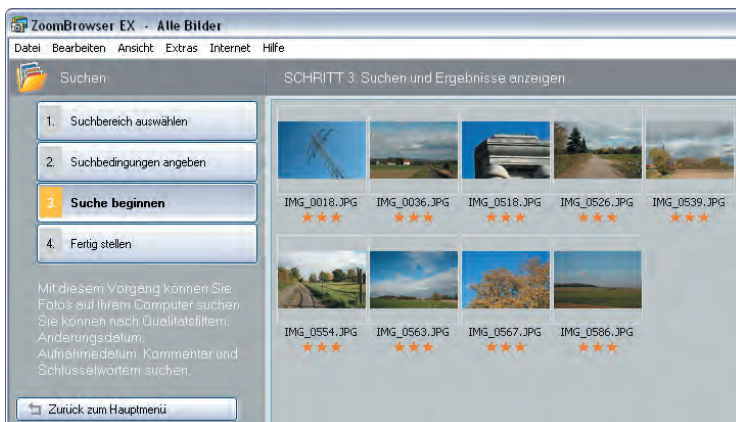 ZoomBrowser EX - Alle Bilder
Datei Bearbeiten Ansicht Extras Internet Hilfe
Suchen
SCHRITT 3: Suchen und Ergebnisse anzeigen
1. Suchbereich auswählen
2. Suchbedingungen angeben
3. Suche beginnen
4. Fertig stellen
Mit diesem Vorgang können Sie
Fotos auf Ihrem Computer suchen.
Sie können nach Qualitätsfiltern,
Änderungsdatum,
Aufnahmedatum, Kommentar und
Schlüsselwörtern suchen.
Zurück zum Hauptmenü
IMG_0018.JPG IMG_0036.JPG IMG_0518.JPG IMG_0526.JPG IMG_0539.JPG
IMG_0554.JPG IMG_0563.JPG IMG_0567.JPG IMG_0586.JPG